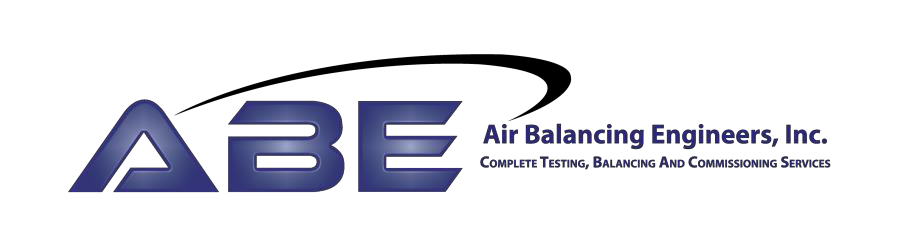 ABE
Air Balancing Engineers, Inc.
Complete Testing, Balancing And Commissioning Services